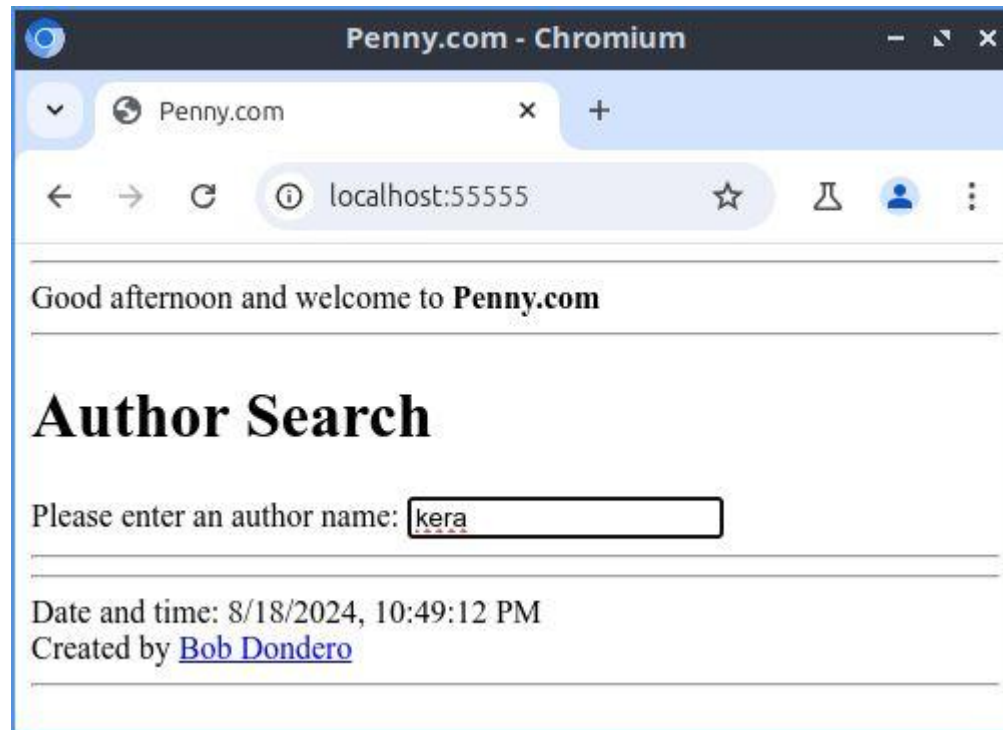 Penny.com - Chromium
Penny.com
localhost:55555
Good afternoon and welcome to Penny.com
Author Search
Please enter an author name: kera
Date and time: 8/18/2024, 10:49:12 PM
Created by Bob Dondero